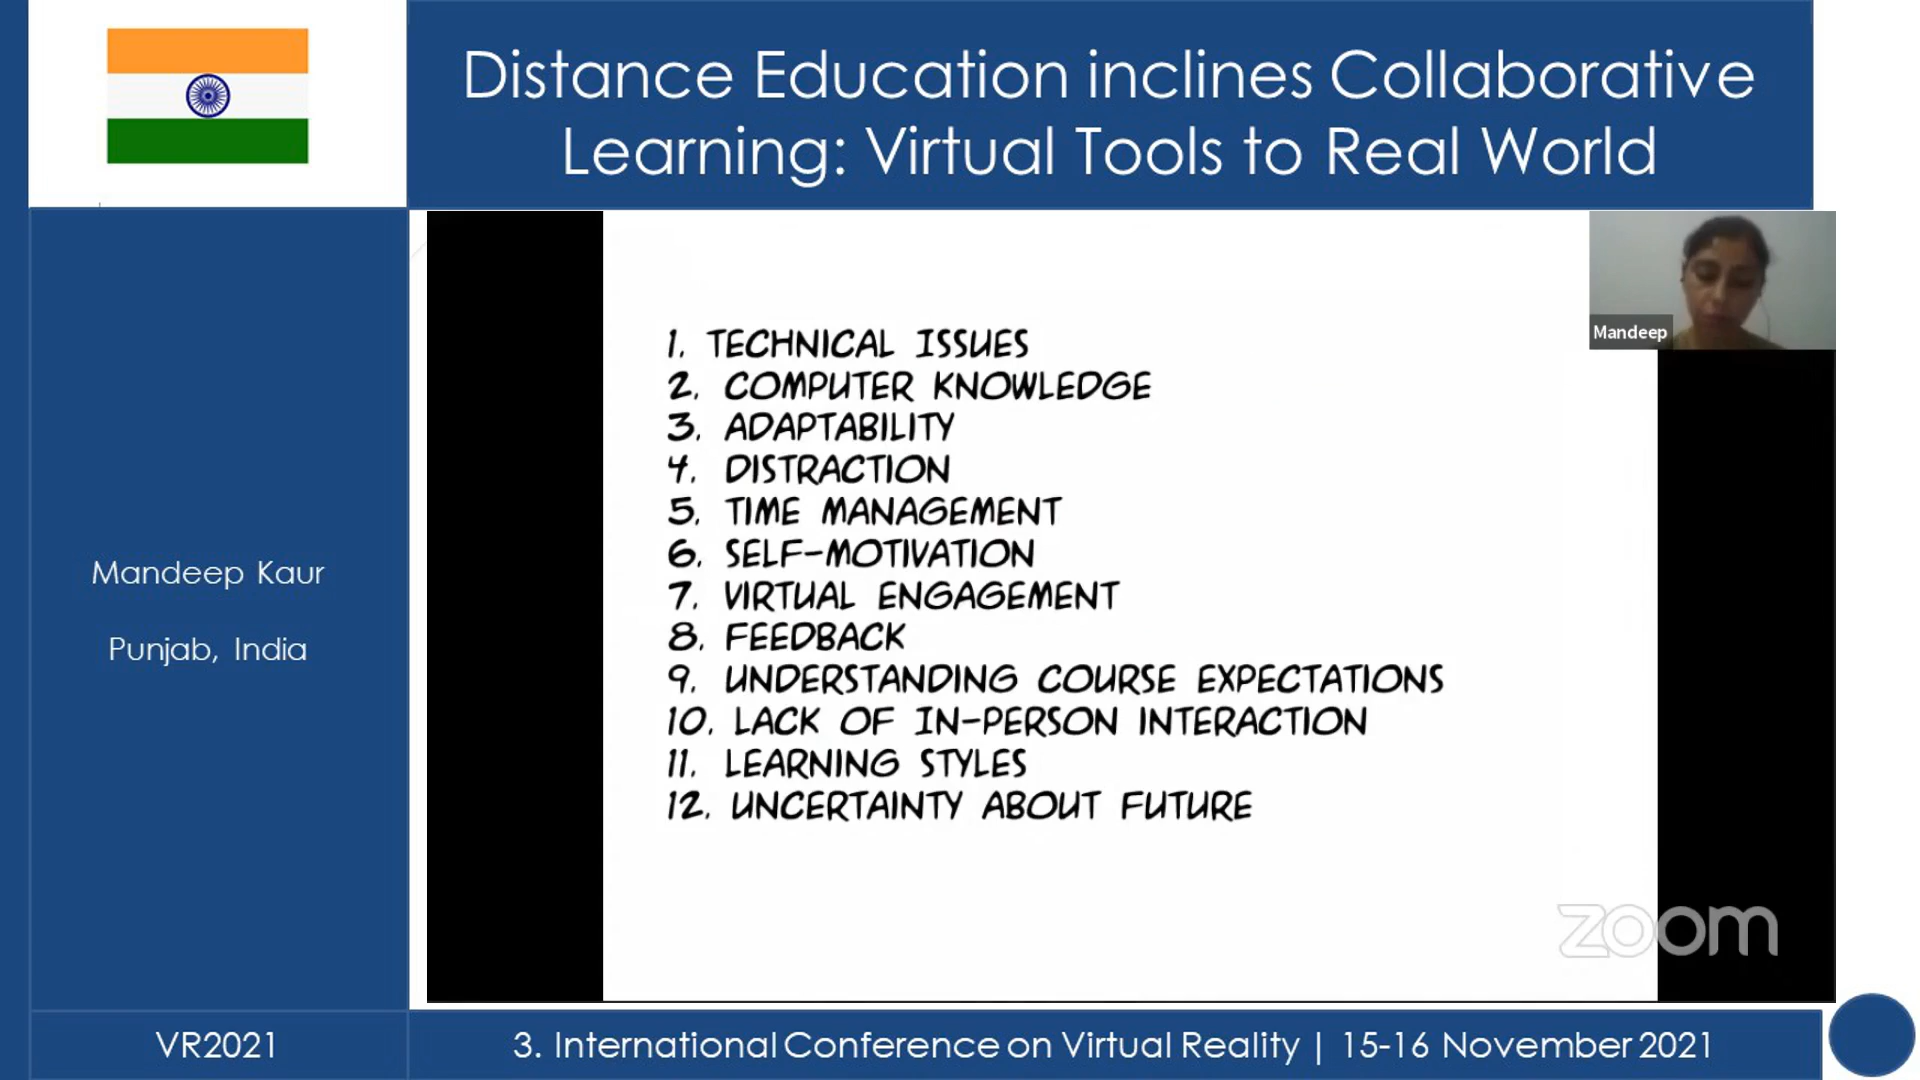 Distance Education inclines Collaborative
Learning: Virtual Tools to Real World
Mandeep
1. TECHNICAL ISSUES
2. COMPUTER KNOWLEDGE
3. ADAPTABILITY
4. DISTRACTION
5. TIME MANAGEMENT
6. SELF-MOTIVATION
7. VIRTUAL ENGAGEMENT
8. FEEDBACK
9. UNDERSTANDING COURSE EXPECTATIONS
10. LACK OF IN-PERSON INTERACTION
11. LEARNING STYLES
12. UNCERTAINTY ABOUT FUTURE
Mandeep Kaur
Punjab, India
zoom
VR2021
3. International Conference on Virtual Reality | 15-16 November 2021